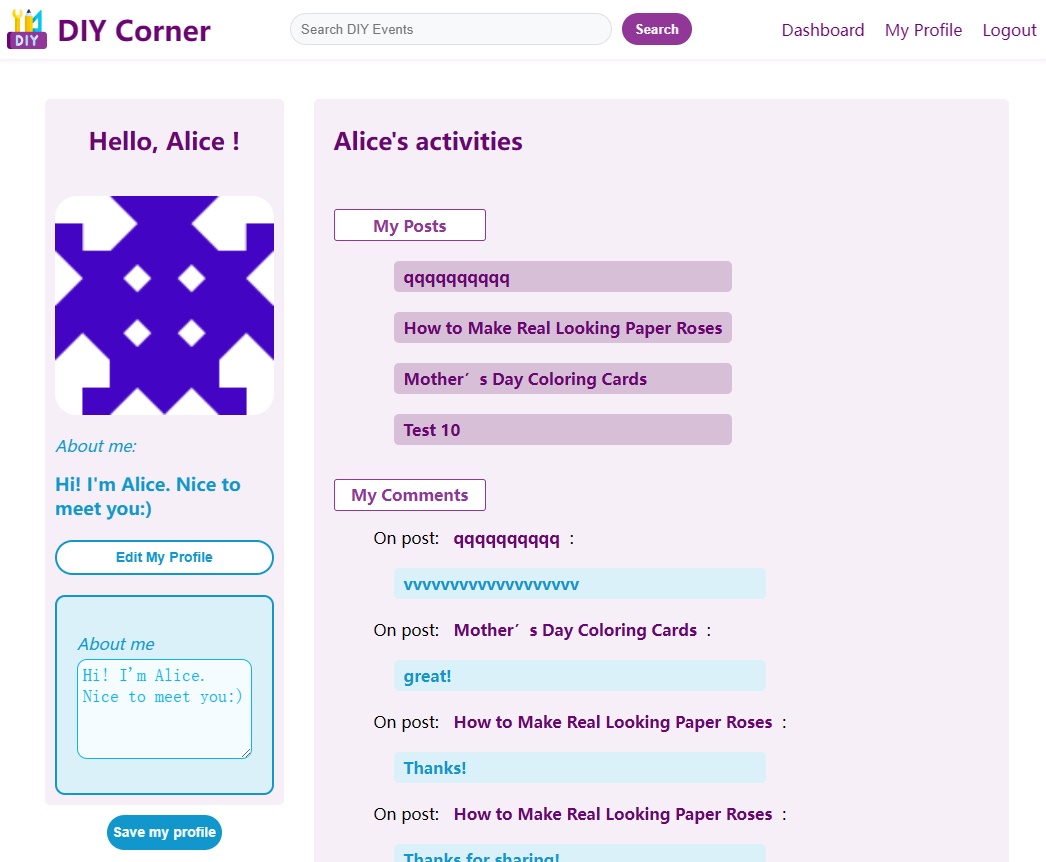 DIY
DIY Corner
Search DIY Events
Search
Dashboard
My Profile
Logout
Hello, Alice !
About me:
Hi! I'm Alice. Nice to
meet you:)
Edit My Profile
About me
Hi! I'm Alice.
Nice to meet you:)
Save my profile
Alice's activities
My Posts
qqqqqqqqqq
How to Make Real Looking Paper Roses
Mother’s Day Coloring Cards
Test 10
My Comments
On post: qqqqqqqqqq :
vvvvvvvvvvvvvvvvvvv
On post: Mother’s Day Coloring Cards :
great!
On post: How to Make Real Looking Paper Roses :
Thanks!
On post: How to Make Real Looking Paper Roses :
Thanks for sharing!